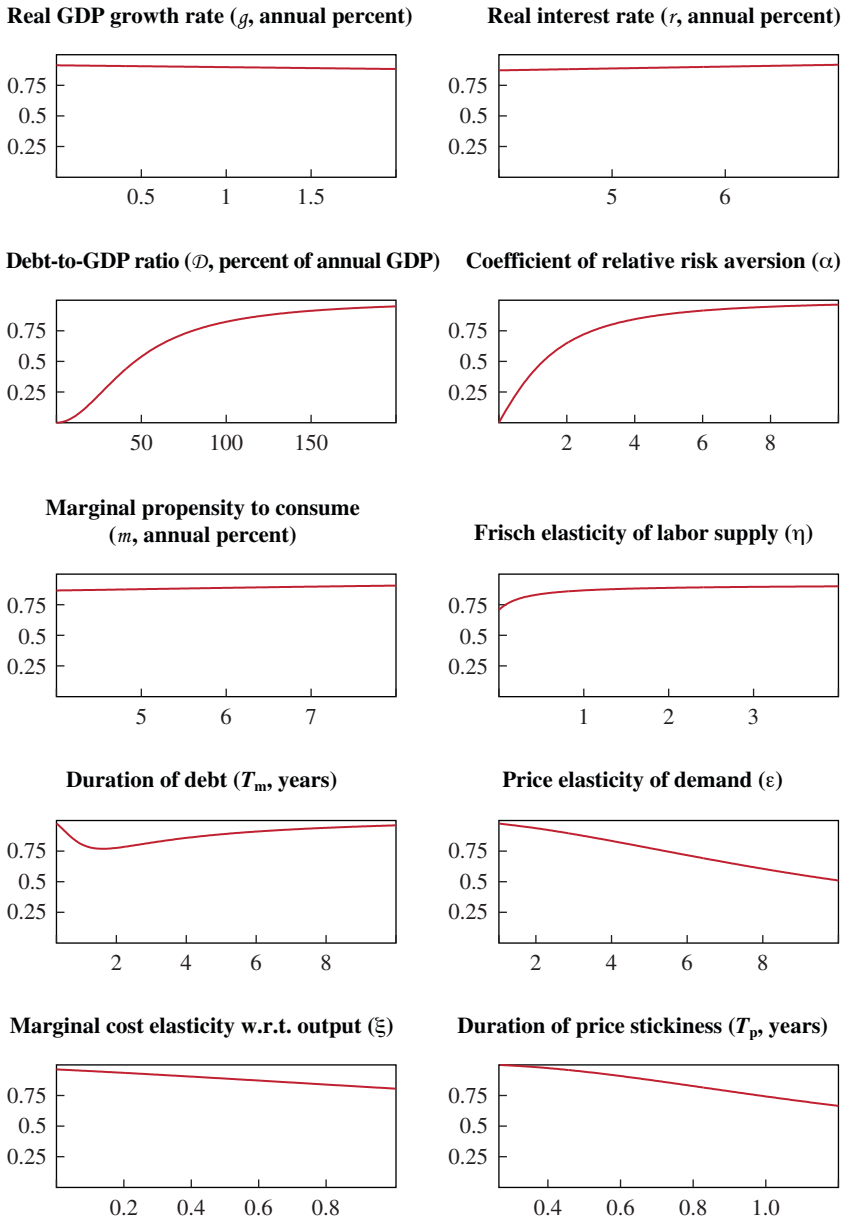 Real GDP growth rate (g, annual percent)
0.75
0.5
0.25
0.5 1 1.5
Real interest rate (r, annual percent)
0.75
0.5
0.25
5 6
Debt-to-GDP ratio (𝒟, percent of annual GDP)
0.75
0.5
0.25
50 100 150
Coefficient of relative risk aversion (α)
0.75
0.5
0.25
2 4 6 8
Marginal propensity to consume
(m, annual percent)
0.75
0.5
0.25
5 6 7
Frisch elasticity of labor supply (η)
0.75
0.5
0.25
1 2 3
Duration of debt (Tm, years)
0.75
0.5
0.25
2 4 6 8
Price elasticity of demand (ε)
0.75
0.5
0.25
2 4 6 8
Marginal cost elasticity w.r.t. output (ξ)
0.75
0.5
0.25
0.2 0.4 0.6 0.8
Duration of price stickiness (Tp, years)
0.75
0.5
0.25
0.4 0.6 0.8 1.0